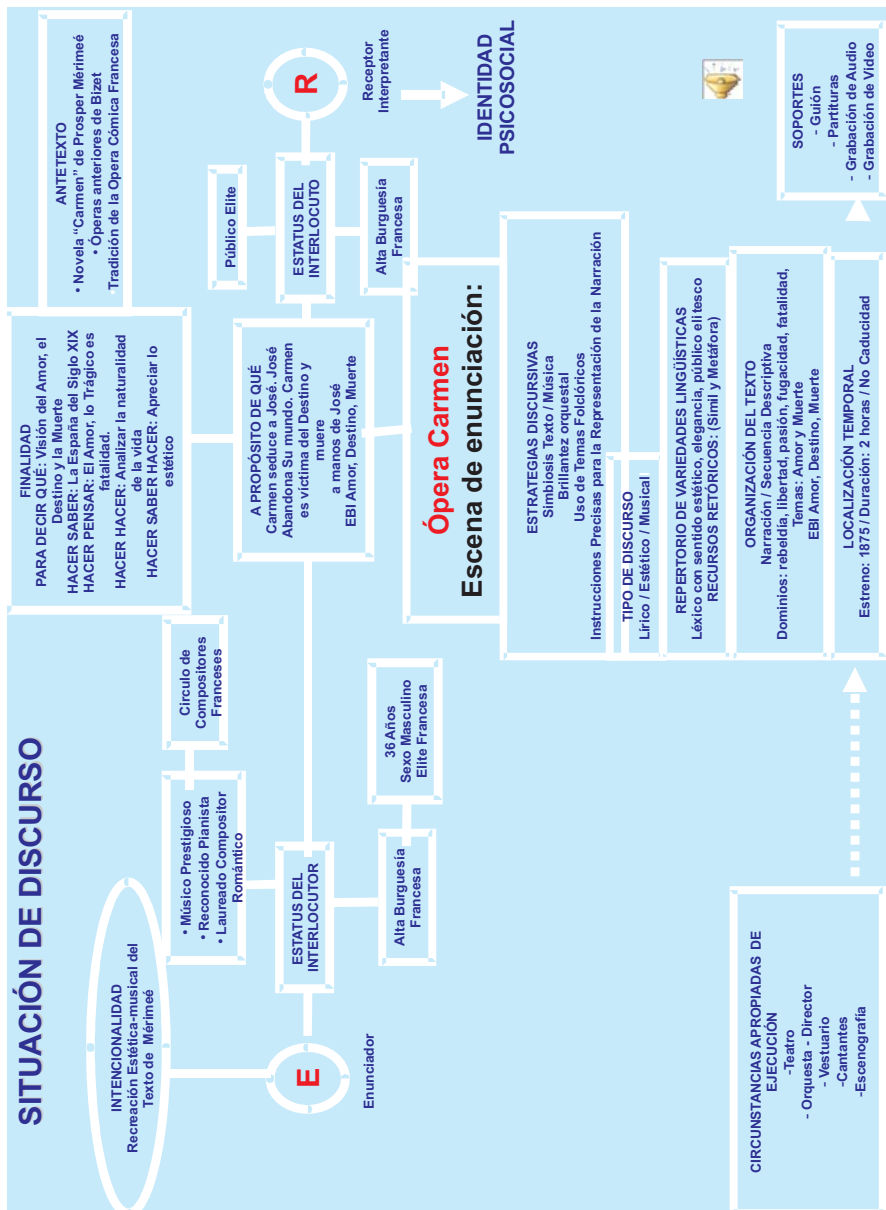 SITUACIÓN DE DISCURSO
INTENCIONALIDAD
Recreación Estética-musical del
Texto de Mérimeé
• Músico Prestigioso
• Reconocido Pianista
• Laureado Compositor
Romántico
Circulo de
Compositores
Franceses
FINALIDAD
PARA DECIR QUÉ: Visión del Amor, el
Destino y la Muerte
HACER SABER: La España del Siglo XIX
HACER PENSAR: El Amor, lo Trágico es
fatalidad.
HACER HACER: Analizar la naturalidad
de la vida
HACER SABER HACER: Apreciar lo
estético
ANTETEXTO
• Novela “Carmen” de Prosper Mérimeé
• Óperas anteriores de Bizet
Tradición de la Opera Cómica Francesa
E
Enunciador
ESTATUS DEL
INTERLOCUTOR
Alta Burguesía
Francesa
36 Años
Sexo Masculino
Elite Francesa
A PROPÓSITO DE QUÉ
Carmen seduce a José. José
Abandona Su mundo. Carmen
es víctima del Destino y
muere
a manos de José
EBI Amor, Destino, Muerte
Público Elite
ESTATUS DEL
INTERLOCUTO
Alta Burguesía
Francesa
R
Receptor
Interpretante
IDENTIDAD
PSICOSOCIAL
Ópera Carmen
Escena de enunciación:
ESTRATEGIAS DISCURSIVAS
Simbiosis Texto / Música
Brillantez orquestal
Uso de Temas Folclóricos
Instrucciones Precisas para la Representación de la Narración
TIPO DE DISCURSO
Lírico / Estético / Musical
REPERTORIO DE VARIEDADES LINGÜÍSTICAS
Léxico con sentido estético, elegancia, público elitesco
RECURSOS RETÓRICOS: (Símil y Metáfora)
ORGANIZACIÓN DEL TEXTO
Narración / Secuencia Descriptiva
Dominios: rebeldía, libertad, pasión, fugacidad, fatalidad,
Temas: Amor y Muerte
EBI Amor, Destino, Muerte
LOCALIZACIÓN TEMPORAL
Estreno: 1875 / Duración: 2 horas / No Caducidad
CIRCUNSTANCIAS APROPIADAS DE
EJECUCIÓN
-Teatro
- Orquesta - Director
- Vestuario
-Cantantes
-Escenografía
SOPORTES
- Guión
- Partituras
- Grabación de Audio
- Grabación de Video